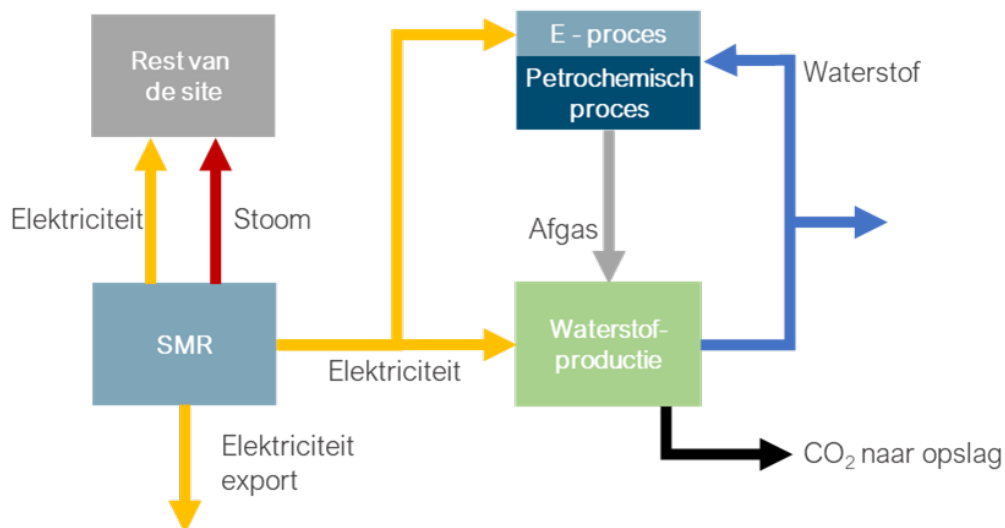 E - proces
Rest van
de site
Petrochemisch
proces
Waterstof
Elektriciteit
Stoom
Afgas
SMR
Waterstof-
productie
Elektriciteit
Elektriciteit
export
CO₂ naar opslag